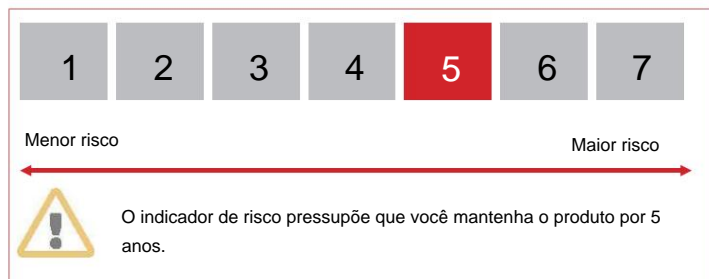 1 2 3 4 5 6 7
Menor risco Maior risco
O indicador de risco pressupõe que você mantenha o produto por 5
anos.